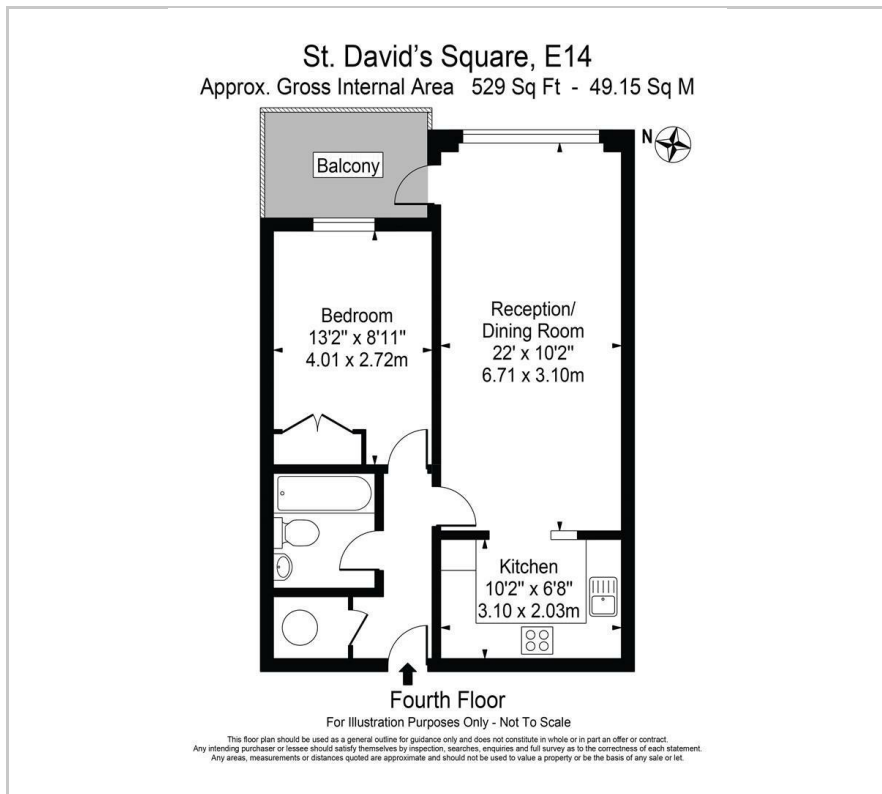 St. David's Square, E14
Approx. Gross Internal Area 529 Sq Ft - 49.15 Sq M
N
Balcony
Bedroom
13'2" x 8'11"
4.01 x 2.72m
Reception/
Dining Room
22' x 10'2"
6.71 x 3.10m
Kitchen
10'2" x 6'8"
3.10 x 2.03m
Fourth Floor
For Illustration Purposes Only - Not To Scale
This floor plan should be used as a general outline for guidance only and does not constitute in whole or in part an offer or contract.
Any intending purchaser or lessee should satisfy themselves by inspection, searches, enquiries and full survey as to the correctness of each statement.
Any areas, measurements or distances quoted are approximate and should not be used to value a property or be the basis of any sale or let.